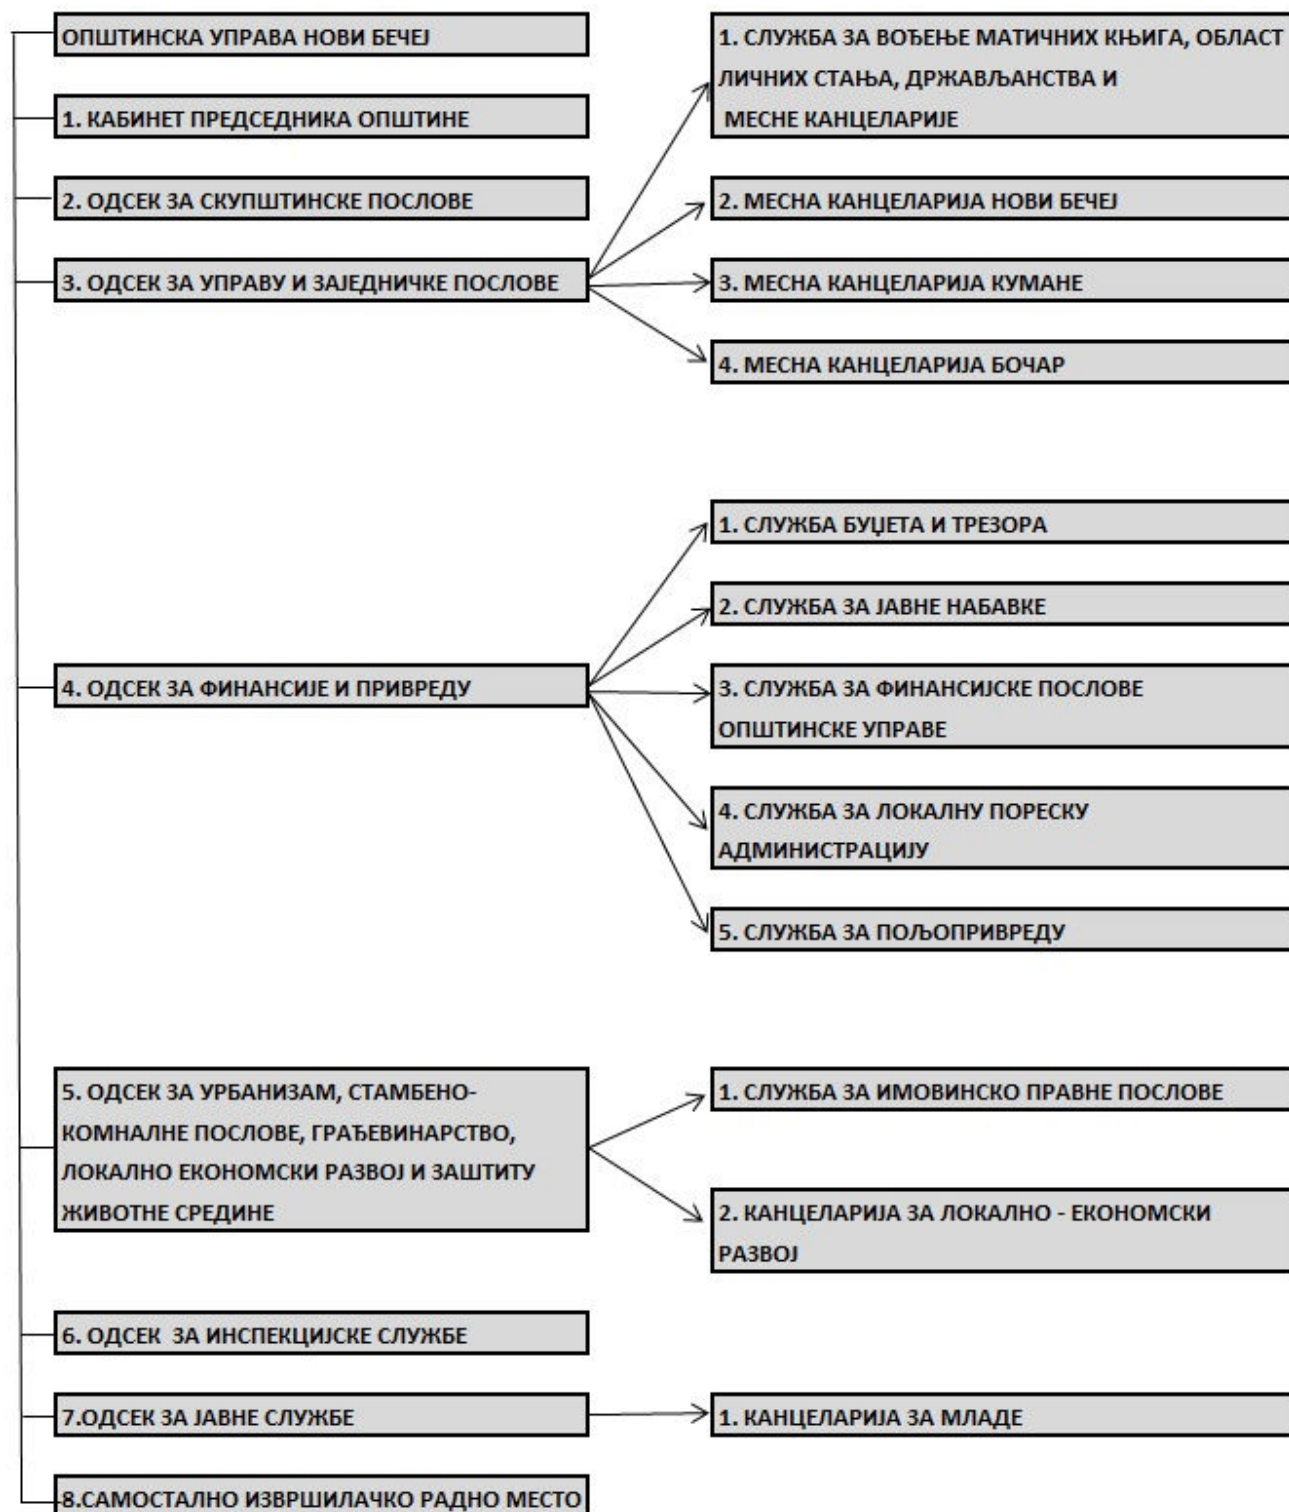 ОПШТИНСКА УПРАВА НОВИ БЕЧЕЈ
1. КАБИНЕТ ПРЕДСЕДНИКА ОПШТИНЕ
2. ОДСЕК ЗА СКУПШТИНСКЕ ПОСЛОВЕ
3. ОДСЕК ЗА УПРАВУ И ЗАЈЕДНИЧКЕ ПОСЛОВЕ
1. СЛУЖБА ЗА ВОЂЕЊЕ МАТИЧНИХ КЊИГА, ОБЛАСТ
ЛИЧНИХ СТАЊА, ДРЖАВЉАНСТВА И
МЕСНЕ КАНЦЕЛАРИЈЕ
2. МЕСНА КАНЦЕЛАРИЈА НОВИ БЕЧЕЈ
3. МЕСНА КАНЦЕЛАРИЈА КУМАНЕ
4. МЕСНА КАНЦЕЛАРИЈА БОЧАР
4. ОДСЕК ЗА ФИНАНСИЈЕ И ПРИВРЕДУ
1. СЛУЖБА БУЏЕТА И ТРЕЗОРА
2. СЛУЖБА ЗА ЈАВНЕ НАБАВКЕ
3. СЛУЖБА ЗА ФИНАНСИЈСКЕ ПОСЛОВЕ
ОПШТИНСКЕ УПРАВЕ
4. СЛУЖБА ЗА ЛОКАЛНУ ПОРЕСКУ
АДМИНИСТРАЦИЈУ
5. СЛУЖБА ЗА ПОЉОПРИВРЕДУ
5. ОДСЕК ЗА УРБАНИЗАМ, СТАМБЕНО-
КОМНАЛНЕ ПОСЛОВЕ, ГРАЂЕВИНАРСТВО,
ЛОКАЛНО ЕКОНОМСКИ РАЗВОЈ И ЗАШТИТУ
ЖИВОТНЕ СРЕДИНЕ
1. СЛУЖБА ЗА ИМОВИНСКО ПРАВНЕ ПОСЛОВЕ
2. КАНЦЕЛАРИЈА ЗА ЛОКАЛНО - ЕКОНОМСКИ
РАЗВОЈ
6. ОДСЕК  ЗА ИНСПЕКЦИЈСКЕ СЛУЖБЕ
7.ОДСЕК ЗА ЈАВНЕ СЛУЖБЕ
1. КАНЦЕЛАРИЈА ЗА МЛАДЕ
8.САМОСТАЛНО ИЗВРШИЛАЧКО РАДНО МЕСТО